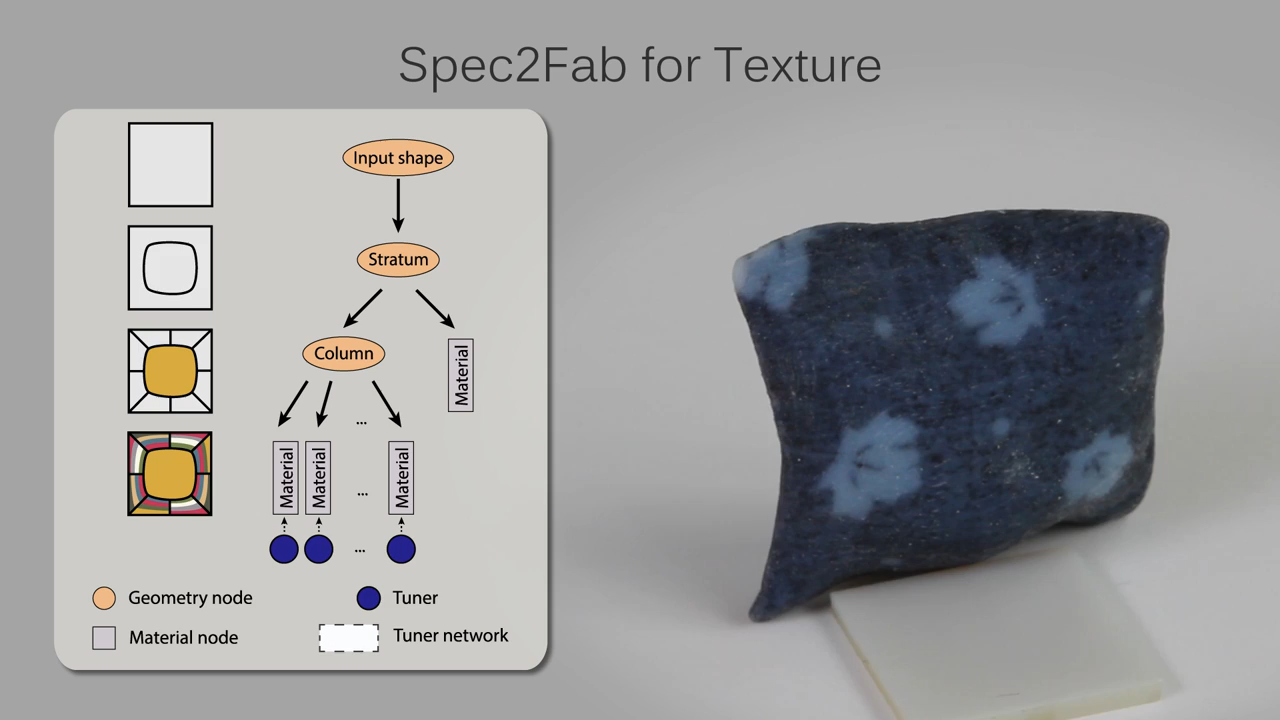 Spec2Fab for Texture
Input shape
Stratum
Column
Material
...
Material
Material
...
Material
...
Geometry node
Tuner
Material node
Tuner network